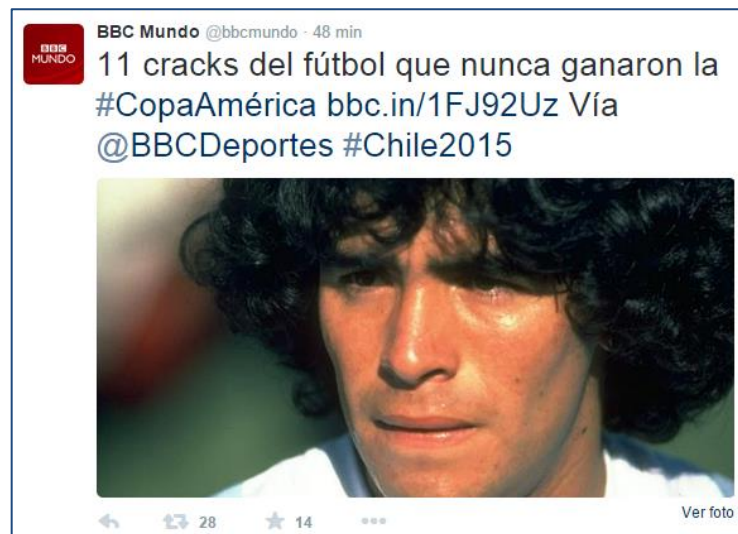 BBC
MUNDO
BBC Mundo @bbcmundo · 48 min
11 cracks del fútbol que nunca ganaron la
#CopaAmérica bbc.in/1FJ92Uz Vía
@BBCDeportes #Chile2015
28 14
Ver foto